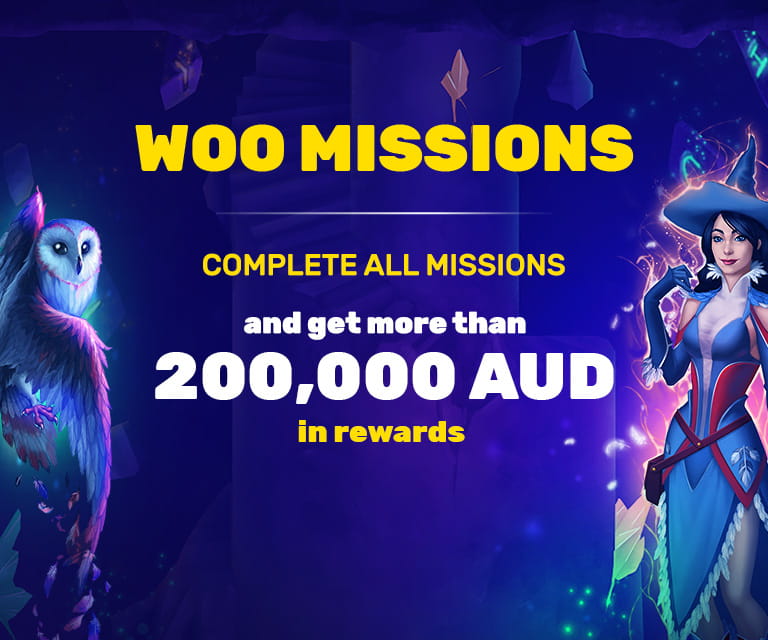 WOO MISSIONS
COMPLETE ALL MISSIONS
and get more than
200,000 AUD
in rewards